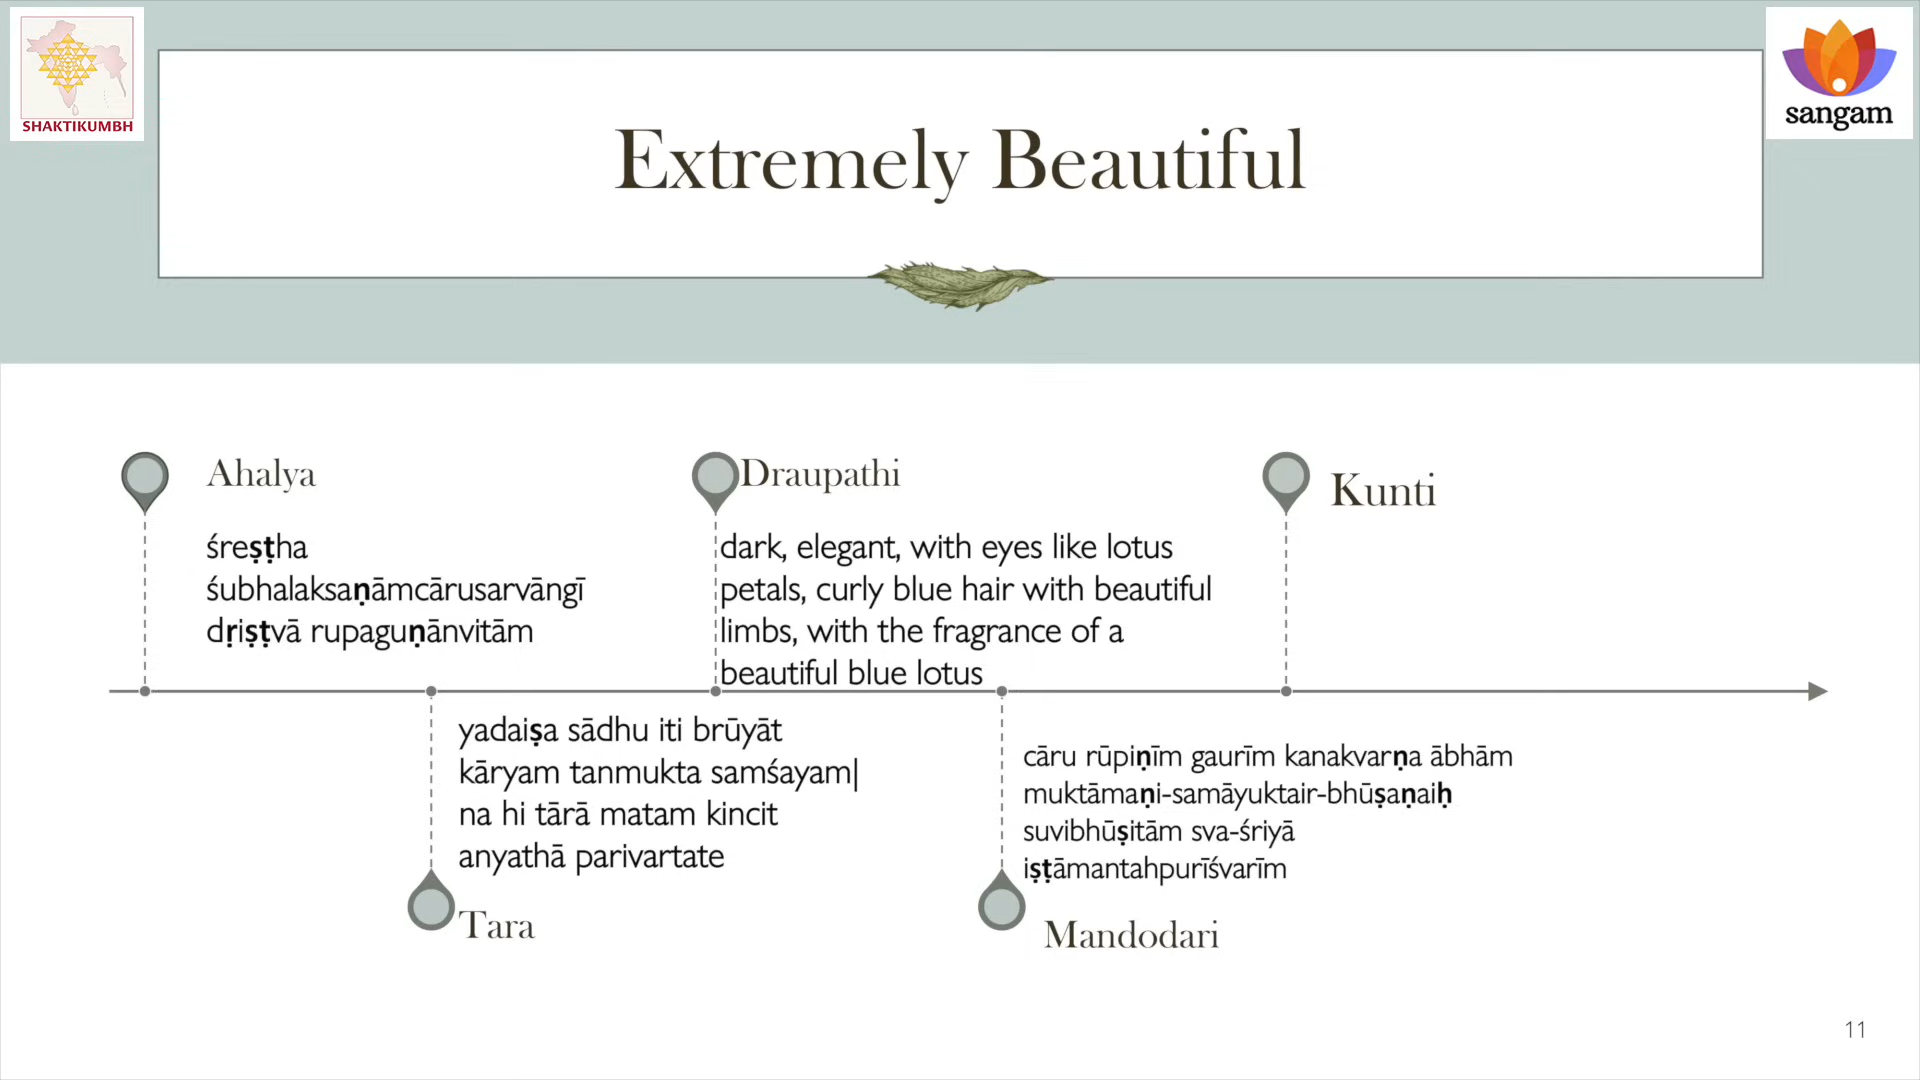 SHAKTIKUMBH
sangam
Extremely Beautiful
Ahalya
śreṣṭha
śubhalaksaṇāmcārusarvāngī
dṛiṣṭvā rupaguṇānvitām
Draupathi
dark, elegant, with eyes like lotus
petals, curly blue hair with beautiful
limbs, with the fragrance of a
beautiful blue lotus
Kunti
yadaiṣa sādhu iti brūyāt
kāryam tanmukta samśayam|
na hi tārā matam kincit
anyathā parivartate
Tara
cāru rūpiṇīm gaurīm kanakvarṇa ābhām
muktāmaṇi-samāyuktair-bhūṣaṇaiḥ
suvibhūṣitām sva-śriyā
iṣṭāmantahpurīśvarīm
Mandodari
11